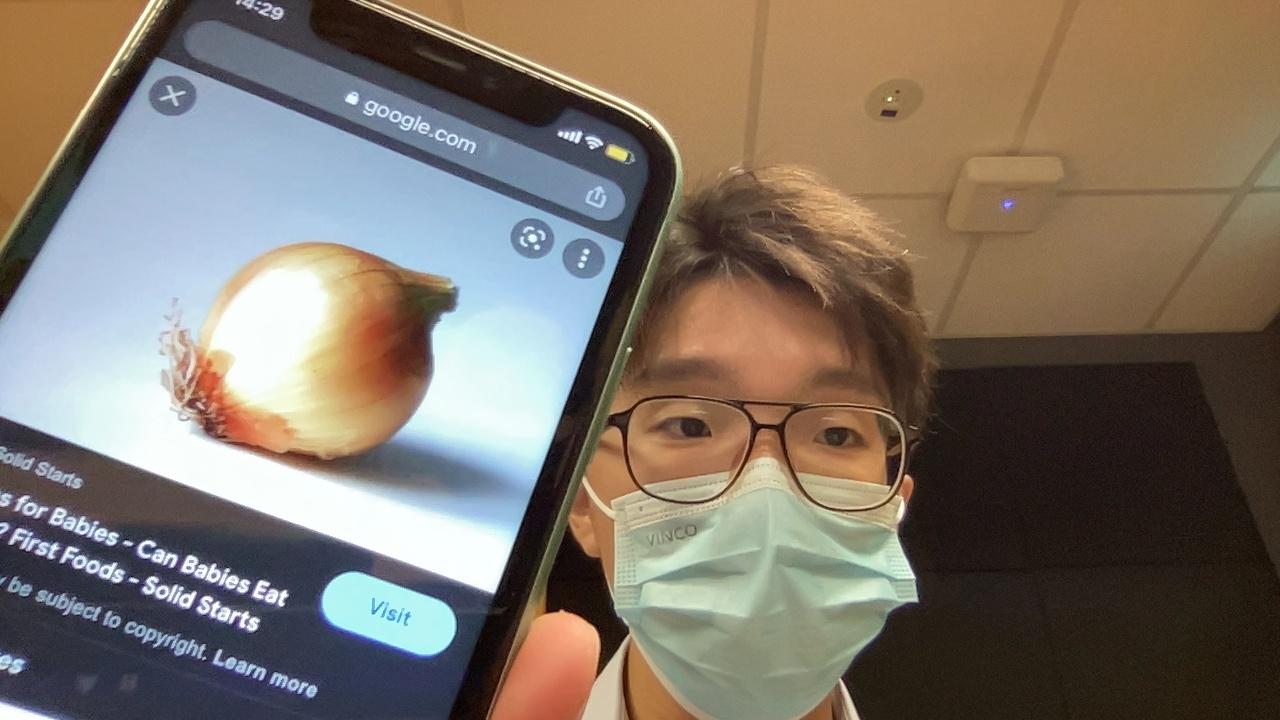 14:29
google.com
Solid Starts
s for Babies - Can Babies Eat
? First Foods - Solid Starts
Visit
be subject to copyright. Learn more
VINCO